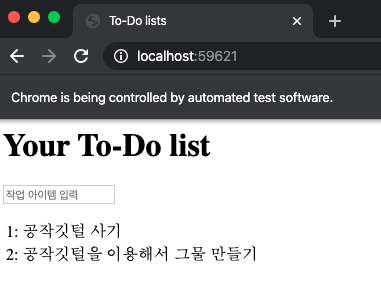 To-Do lists
localhost:59621
Chrome is being controlled by automated test software.
Your To-Do list
작업 아이템 입력
1: 공작깃털 사기
2: 공작깃털을 이용해서 그물 만들기